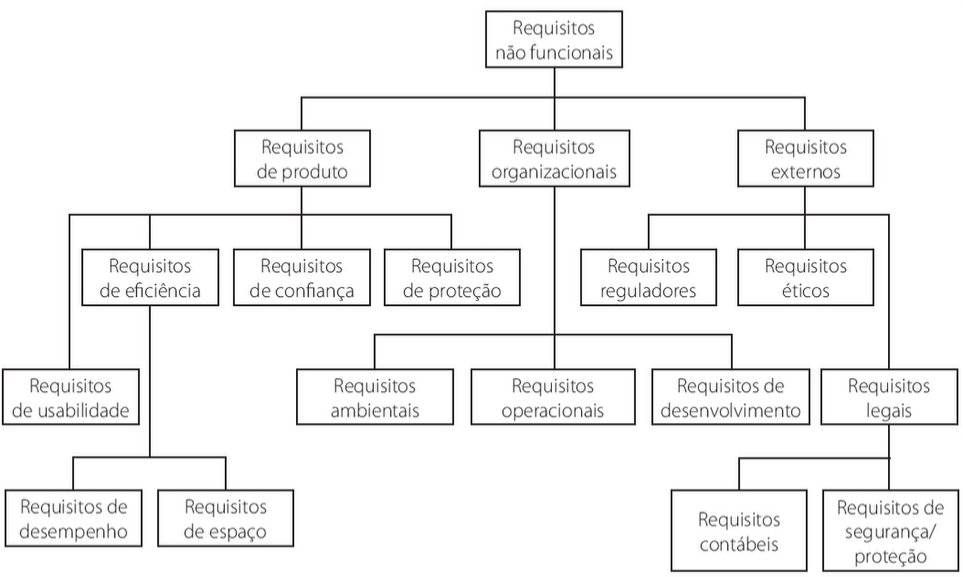 Requisitos
não funcionais
Requisitos
de produto
Requisitos
organizacionais
Requisitos
externos
Requisitos
de eficiência
Requisitos
de confiança
Requisitos
de proteção
Requisitos
reguladores
Requisitos
éticos
Requisitos
de usabilidade
Requisitos
ambientais
Requisitos
operacionais
Requisitos de
desenvolvimento
Requisitos
legais
Requisitos de
desempenho
Requisitos
de espaço
Requisitos
contábeis
Requisitos de
segurança/
proteção